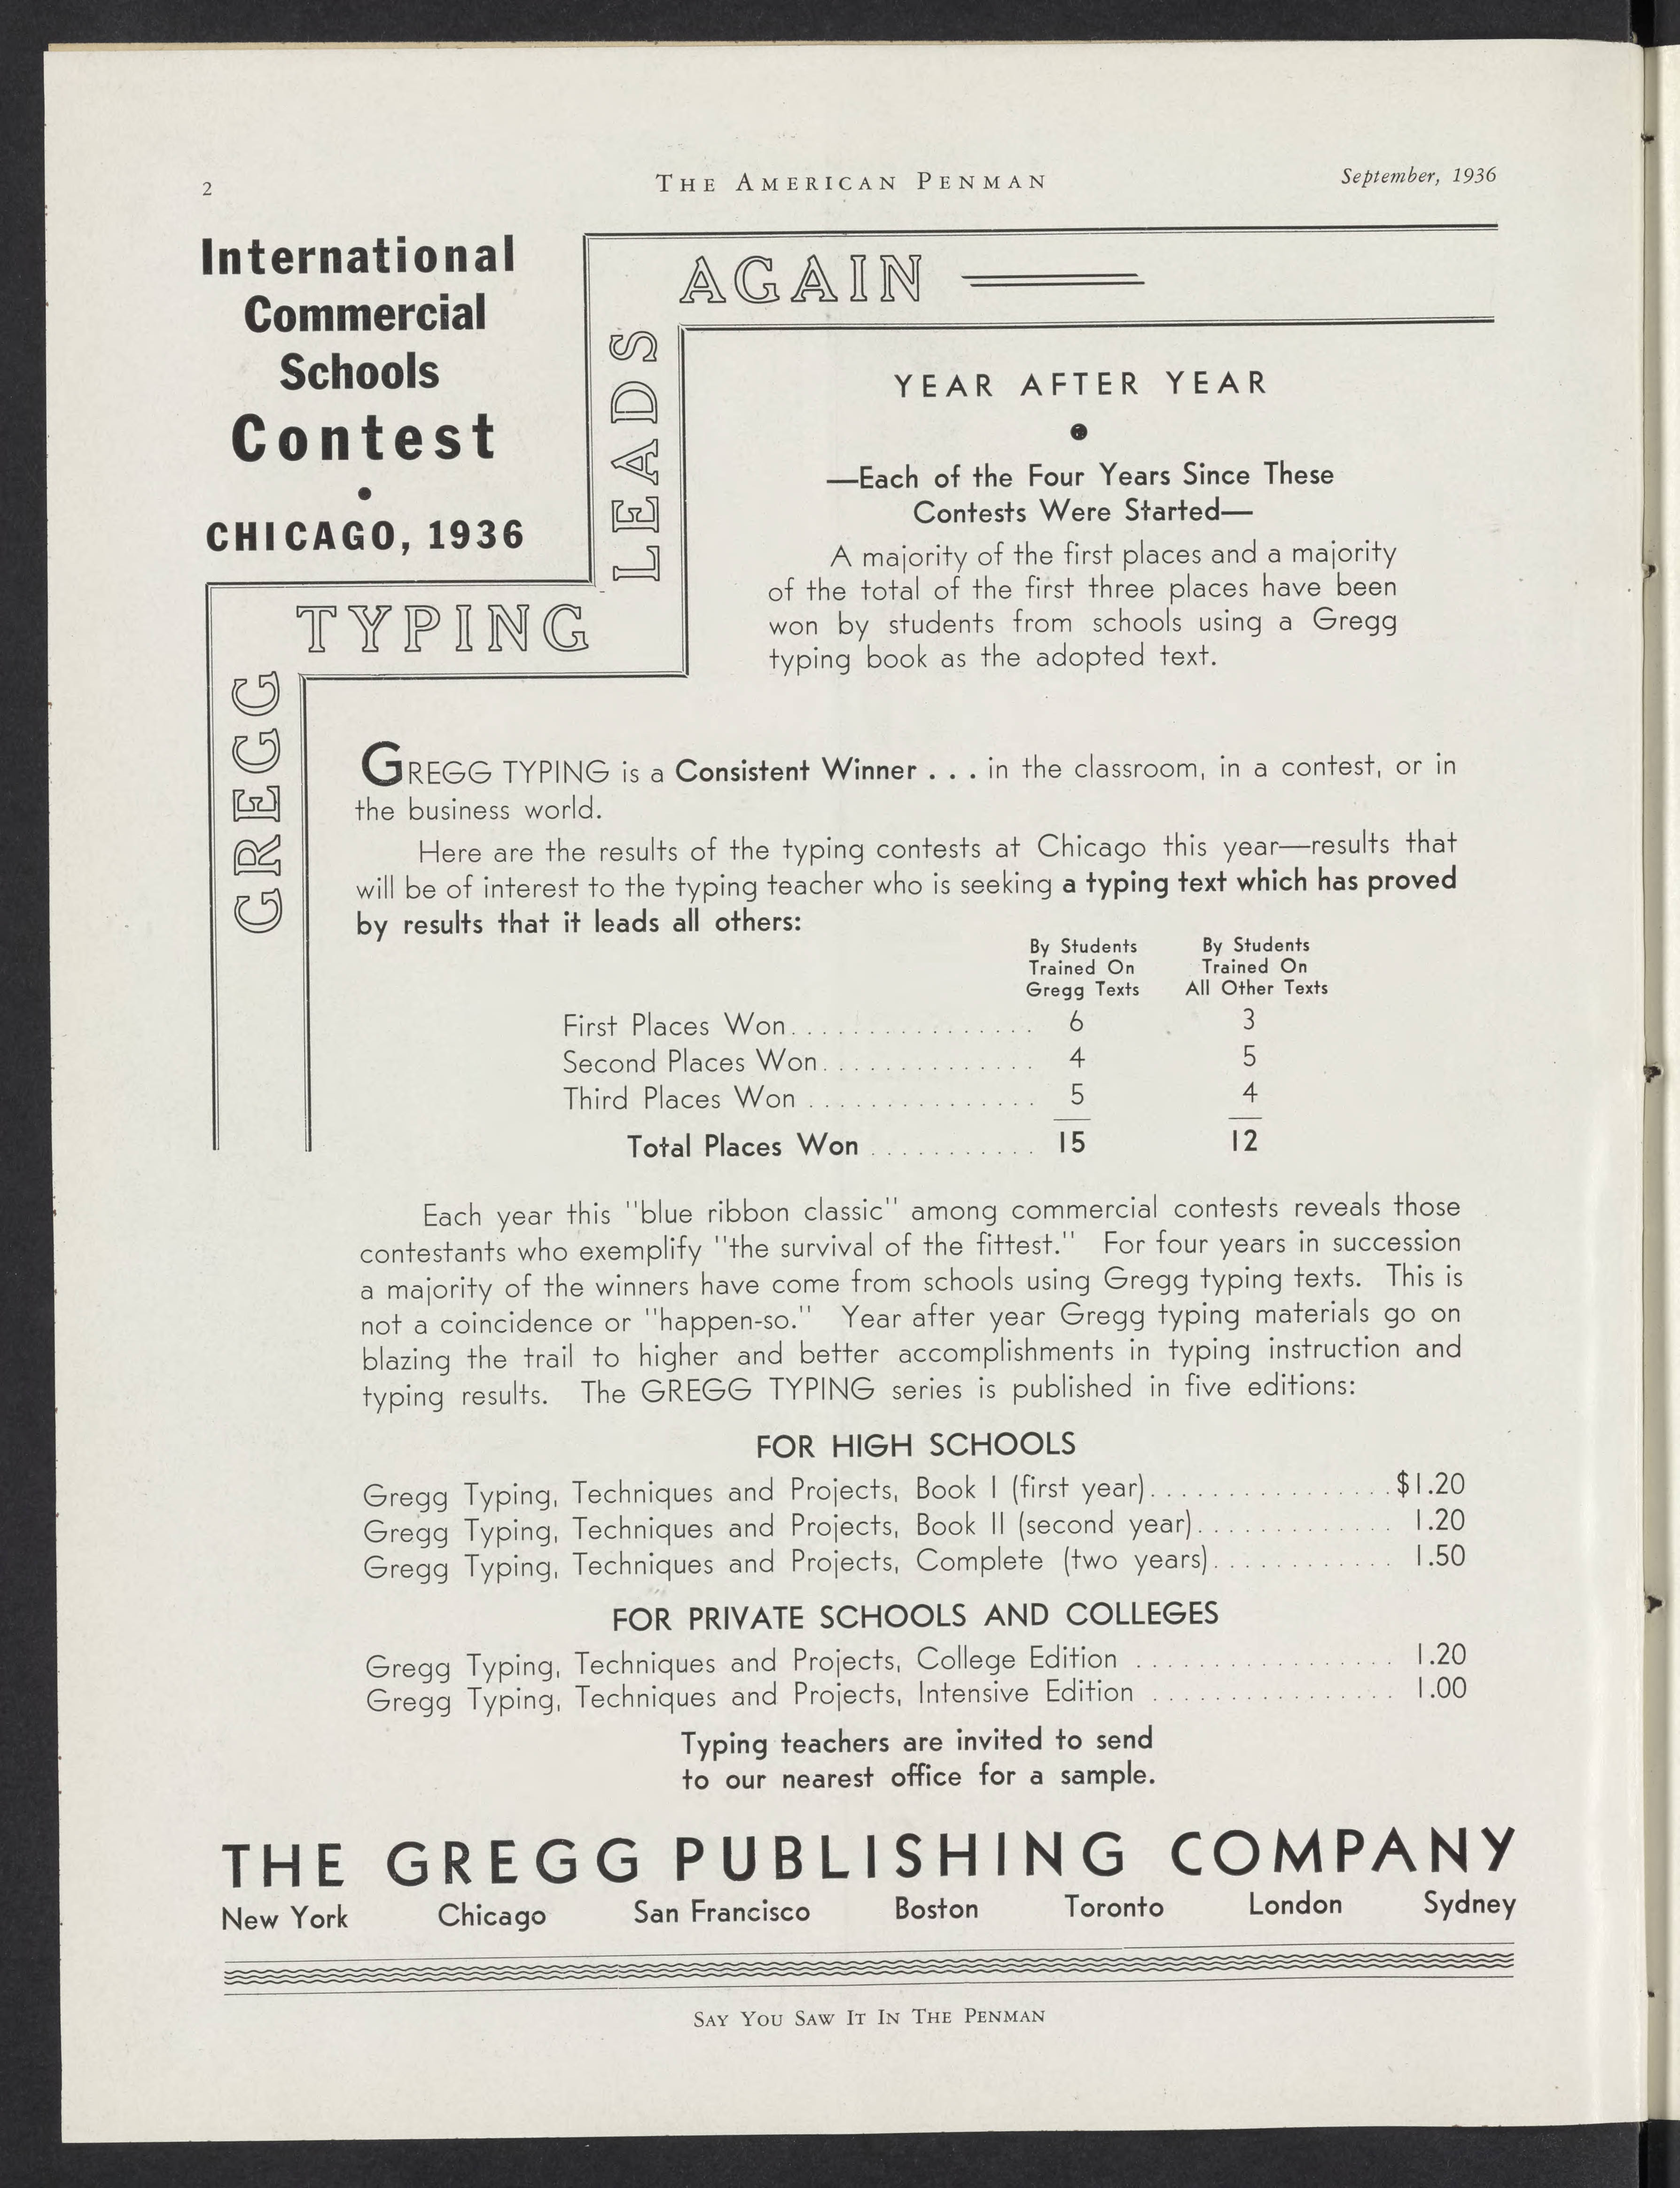 2
THE AMERICAN PENMAN
September, 1936
International
Commercial
Schools
Contest
•
CHICAGO, 1936
GREGG
TYPING
LEADS
AGAIN
YEAR AFTER YEAR
•
—Each of the Four Years Since These
Contests Were Started—
A majority of the first places and a majority
of the total of the first three places have been
won by students from schools using a Gregg
typing book as the adopted text.
GREGG TYPING is a Consistent Winner . . . in the classroom, in a contest, or in
the business world.
Here are the results of the typing contests at Chicago this year—results that
will be of interest to the typing teacher who is seeking a typing text which has proved
by results that it leads all others:
By Students By Students
Trained On Trained On
Gregg Texts All Other Texts
First Places Won. . . . . . . . . . . . . . . . 6 3
Second Places Won. . . . . . . . . . . . . . 4 5
Third Places Won . . . . . . . . . . . . . . . 5 4
Total Places Won . . . . . . . . . . . 15 12
Each year this "blue ribbon classic" among commercial contests reveals those
contestants who exemplify "the survival of the fittest." For four years in succession
a majority of the winners have come from schools using Gregg typing texts. This is
not a coincidence or "happen-so." Year after year Gregg typing materials go on
blazing the trail to higher and better accomplishments in typing instruction and
typing results. The GREGG TYPING series is published in five editions:
FOR HIGH SCHOOLS
Gregg Typing, Techniques and Projects, Book I (first year). . . . . . . . . . . . . . . . $1.20
Gregg Typing, Techniques and Projects, Book II (second year). . . . . . . . . . . . . 1.20
Gregg Typing, Techniques and Projects, Complete (two years). . . . . . . . . . . . 1.50
FOR PRIVATE SCHOOLS AND COLLEGES
Gregg Typing, Techniques and Projects, College Edition . . . . . . . . . . . . . . . . . 1.20
Gregg Typing, Techniques and Projects, Intensive Edition . . . . . . . . . . . . . . . . 1.00
Typing teachers are invited to send
to our nearest office for a sample.
THE GREGG PUBLISHING COMPANY
New York Chicago San Francisco Boston Toronto London Sydney
SAY YOU SAW IT IN THE PENMAN